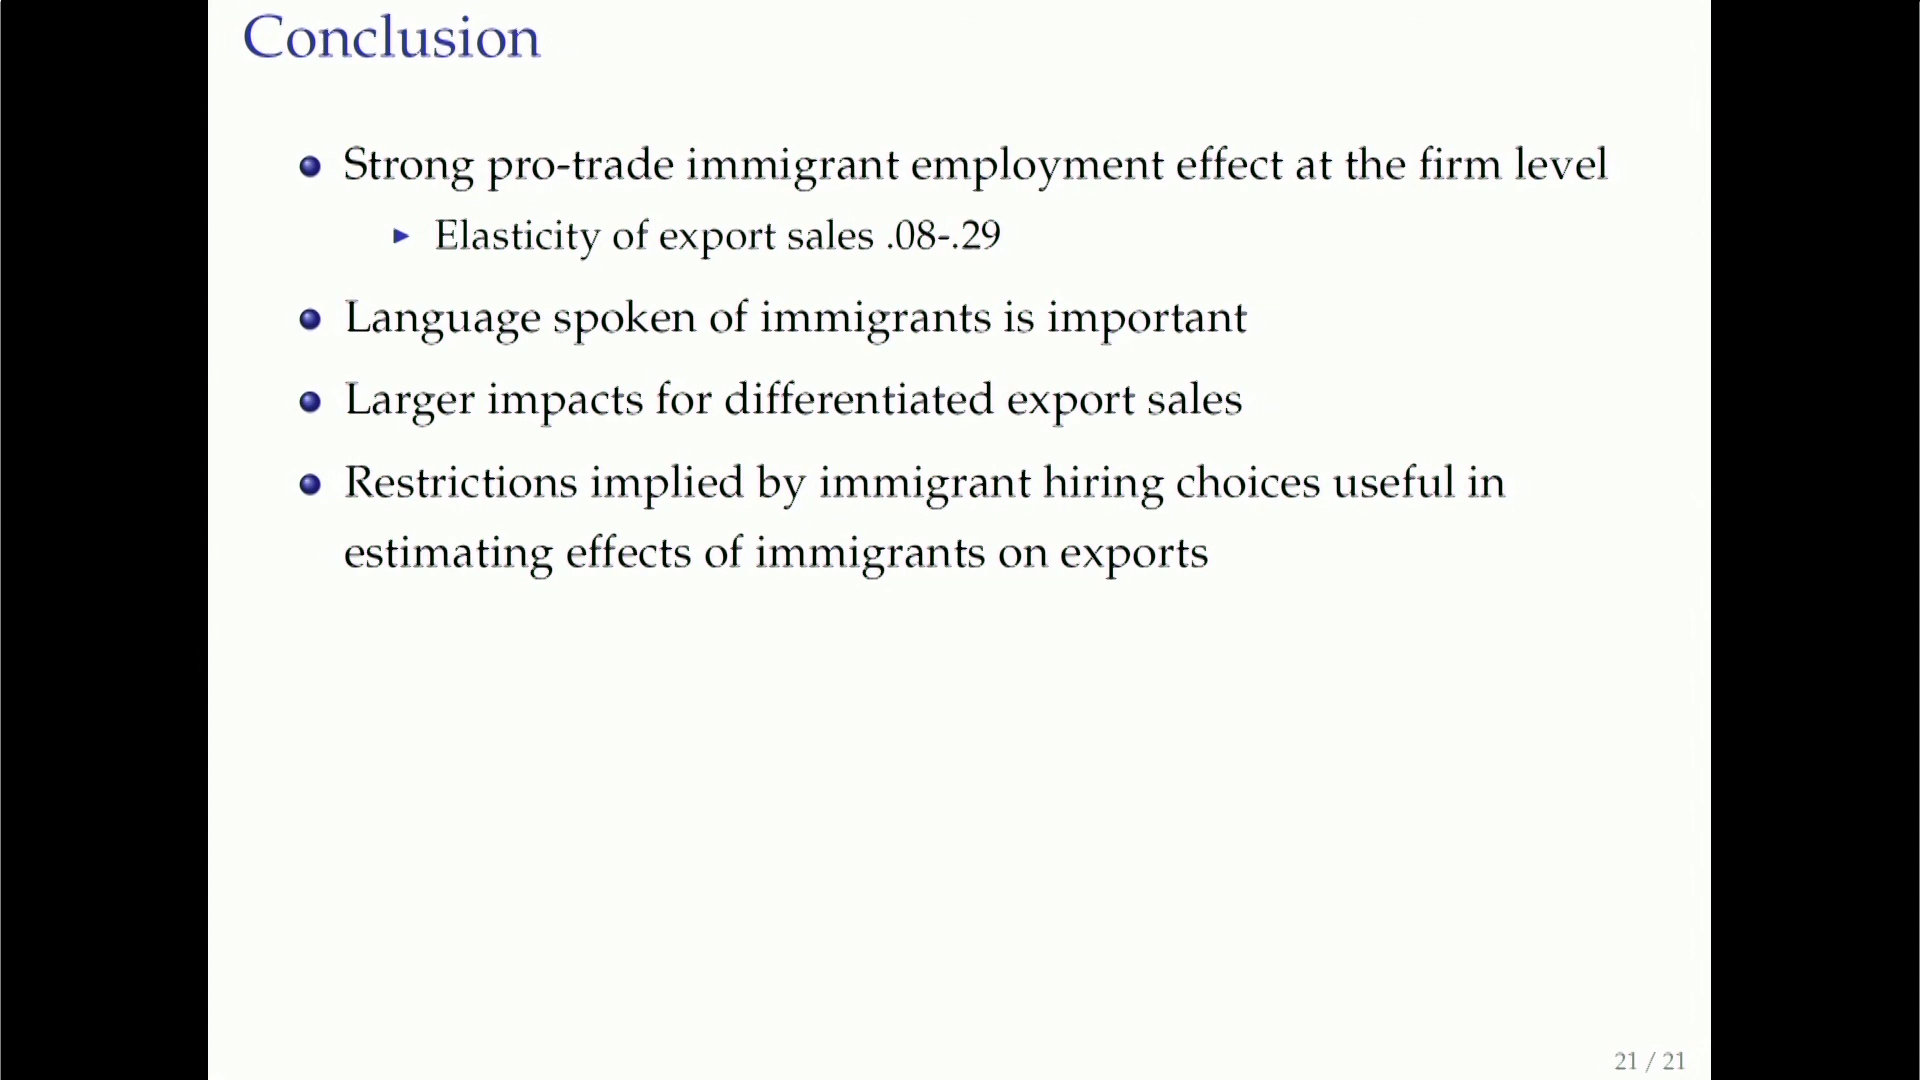 Conclusion
Strong pro-trade immigrant employment effect at the firm level
Elasticity of export sales .08-.29
Language spoken of immigrants is important
Larger impacts for differentiated export sales
Restrictions implied by immigrant hiring choices useful in
estimating effects of immigrants on exports
21 / 21